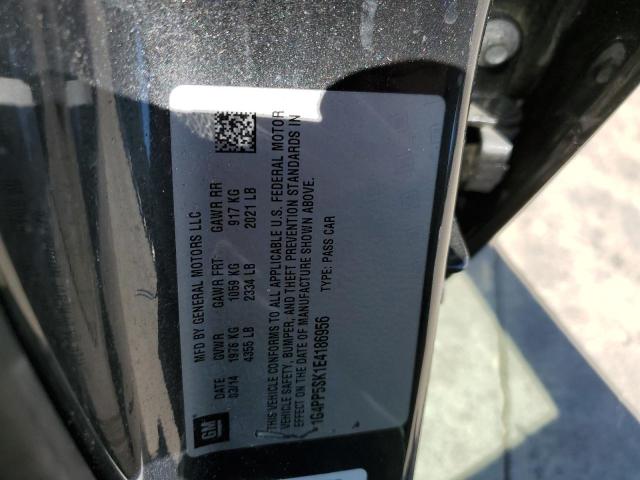 GM
MFD BY GENERAL MOTORS LLC
DATE GVWR GAWR FRT GAWR RR
03/14 1976 KG 1059 KG 917 KG
4355 LB 2334 LB 2021 LB
THIS VEHICLE CONFORMS TO ALL APPLICABLE U.S. FEDERAL MOTOR
VEHICLE SAFETY, BUMPER, AND THEFT PREVENTION STANDARDS IN
EFFECT ON THE DATE OF MANUFACTURE SHOWN ABOVE.
1G4PP5SK1E4186956 TYPE: PASS CAR